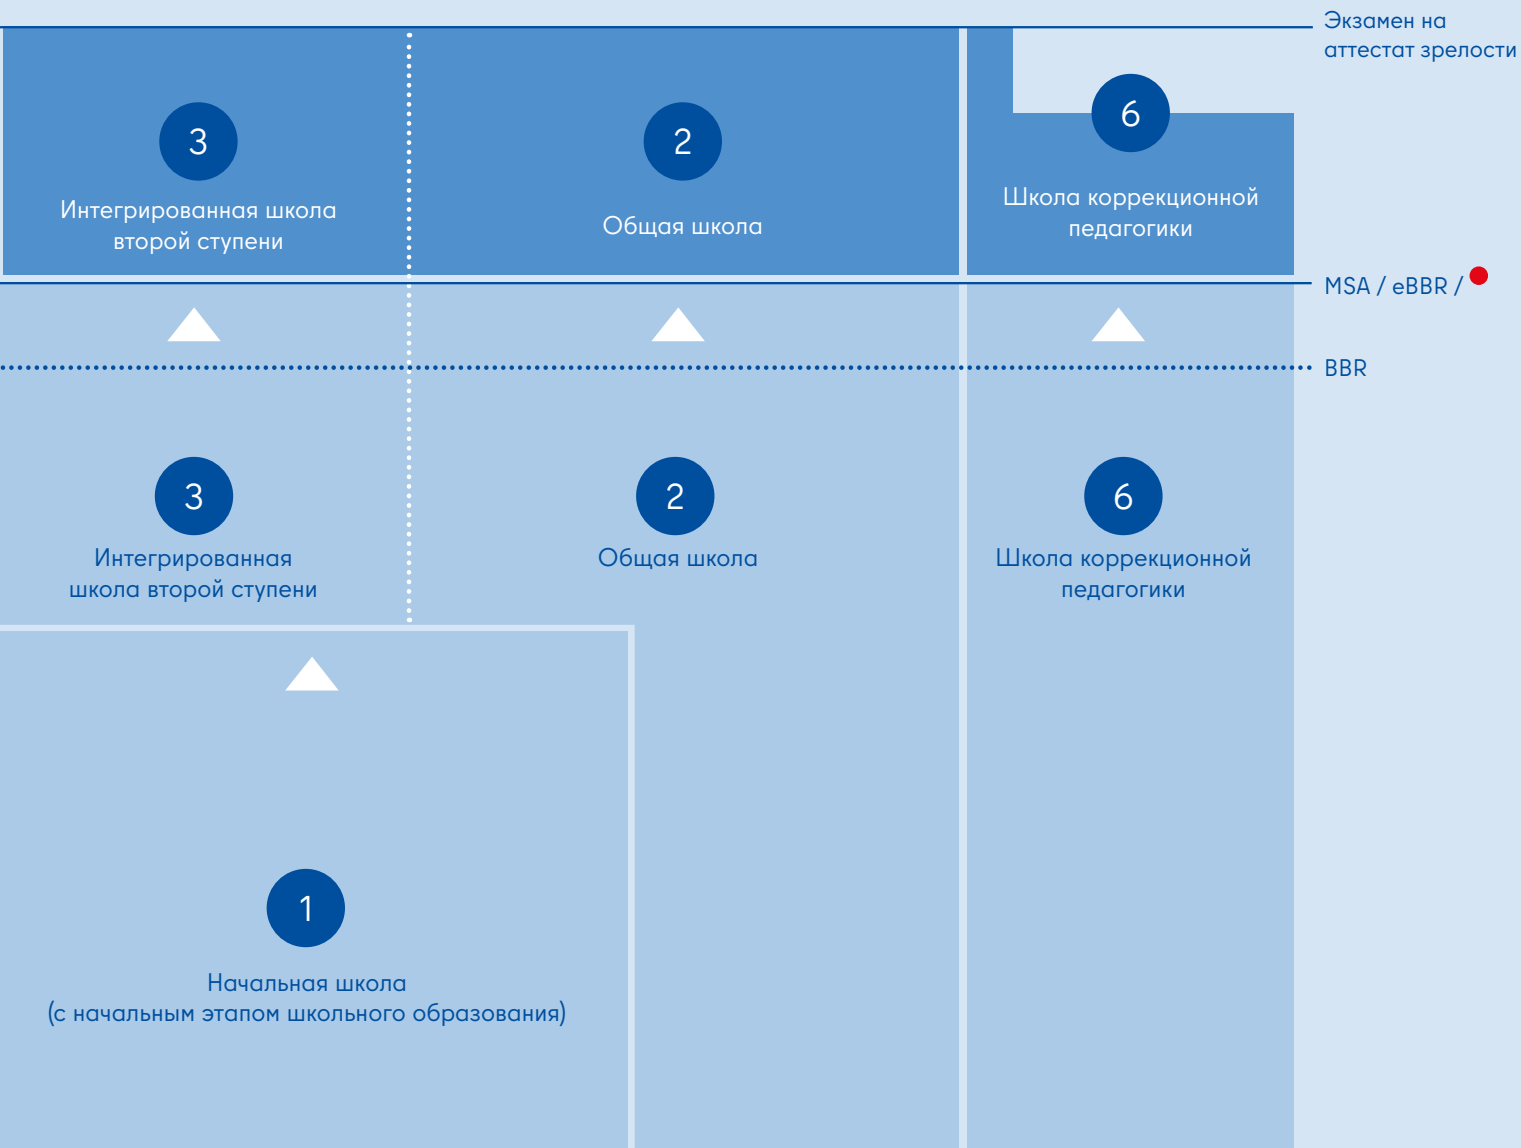 Экзамен на
аттестат зрелости
3
Интегрированная школа
второй ступени
2
Общая школа
6
Школа коррекционной
педагогики
MSA / eBBR /
BBR
3
Интегрированная
школа второй ступени
2
Общая школа
6
Школа коррекционной
педагогики
1
Начальная школа
(с начальным этапом школьного образования)